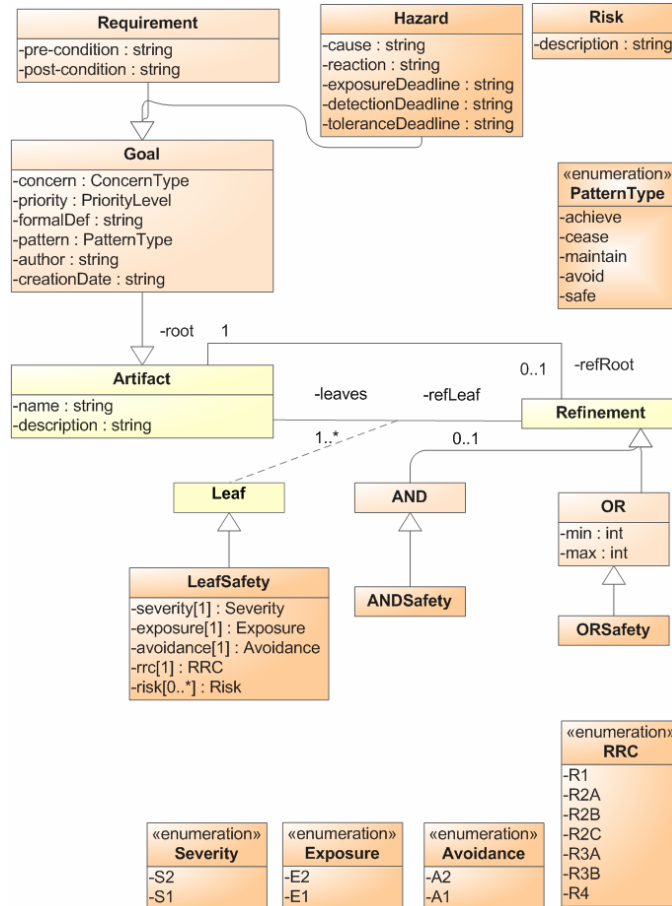 Requirement
-pre-condition : string
-post-condition : string
Hazard
-cause : string
-reaction : string
-exposureDeadline : string
-detectionDeadline : string
-toleranceDeadline : string
Risk
-description : string
Goal
-concern : ConcernType
-priority : PriorityLevel
-formalDef : string
-pattern : PatternType
-author : string
-creationDate : string
«enumeration»
PatternType
-achieve
-cease
-maintain
-avoid
-safe
-root 1
0..1 -refRoot
Artifact
-name : string
-description : string
-leaves -refLeaf
1..* 0..1
Refinement
Leaf
AND
OR
-min : int
-max : int
LeafSafety
-severity[1] : Severity
-exposure[1] : Exposure
-avoidance[1] : Avoidance
-rrc[1] : RRC
-risk[0..*] : Risk
ANDSafety
ORSafety
«enumeration»
RRC
-R1
-R2A
-R2B
-R2C
-R3A
-R3B
-R4
«enumeration»
Severity
-S2
-S1
«enumeration»
Exposure
-E2
-E1
«enumeration»
Avoidance
-A2
-A1